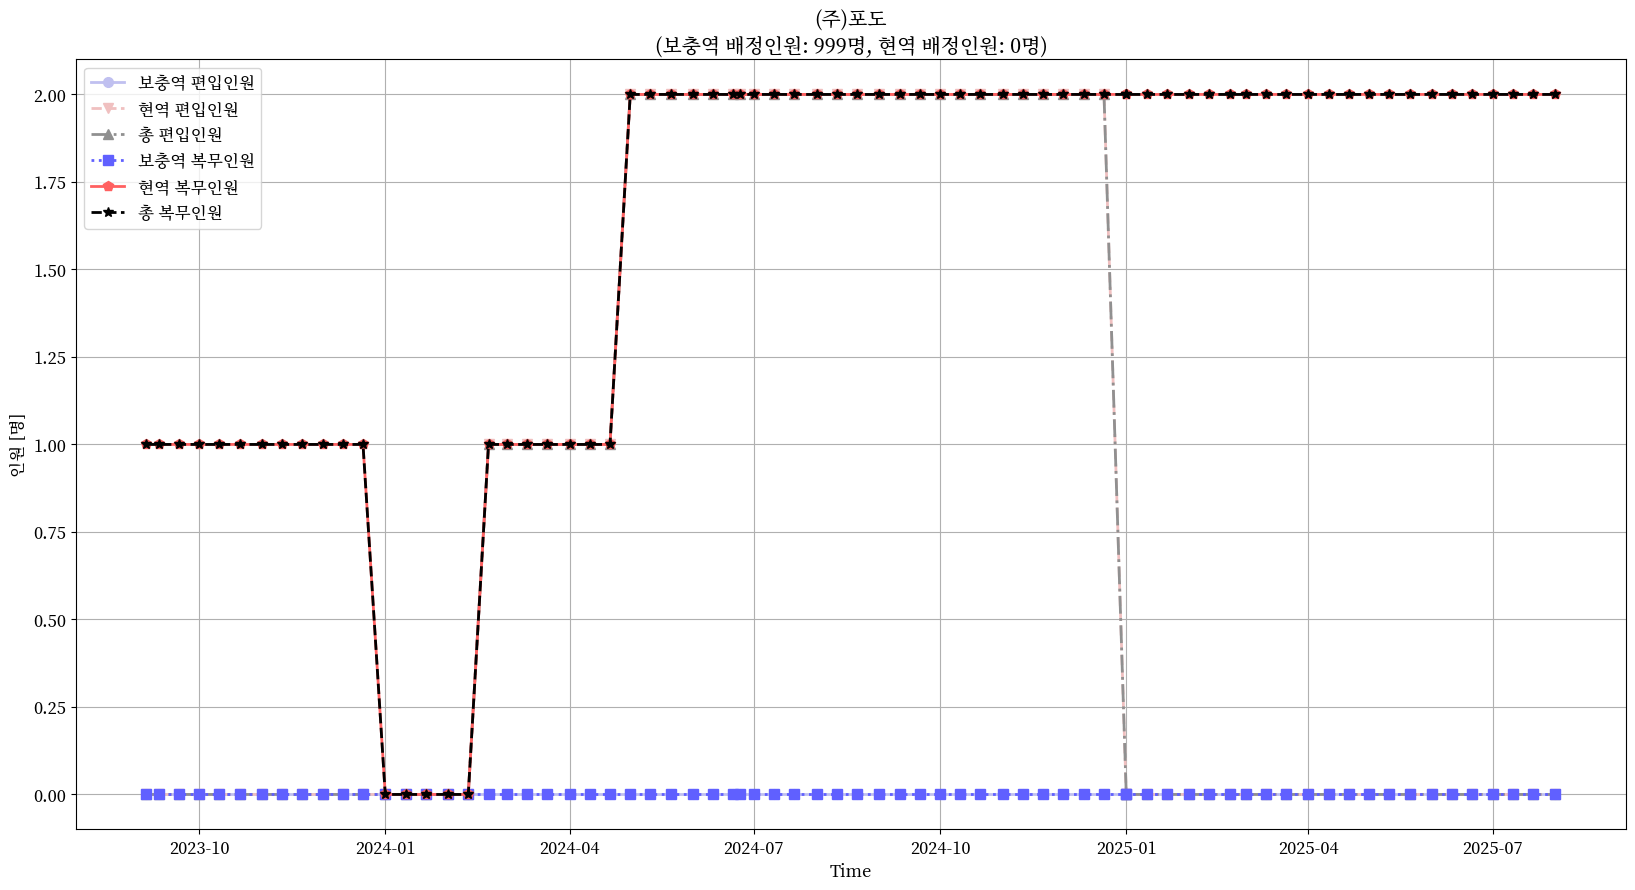 (주)포도
(보충역 배정인원: 999명, 현역 배정인원: 0명)
보충역 편입인원
현역 편입인원
총 편입인원
보충역 복무인원
현역 복무인원
총 복무인원
2.00
1.75
1.50
1.25
1.00
0.75
0.50
0.25
0.00
인원 [명]
2023-10 2024-01 2024-04 2024-07 2024-10 2025-01 2025-04 2025-07
Time